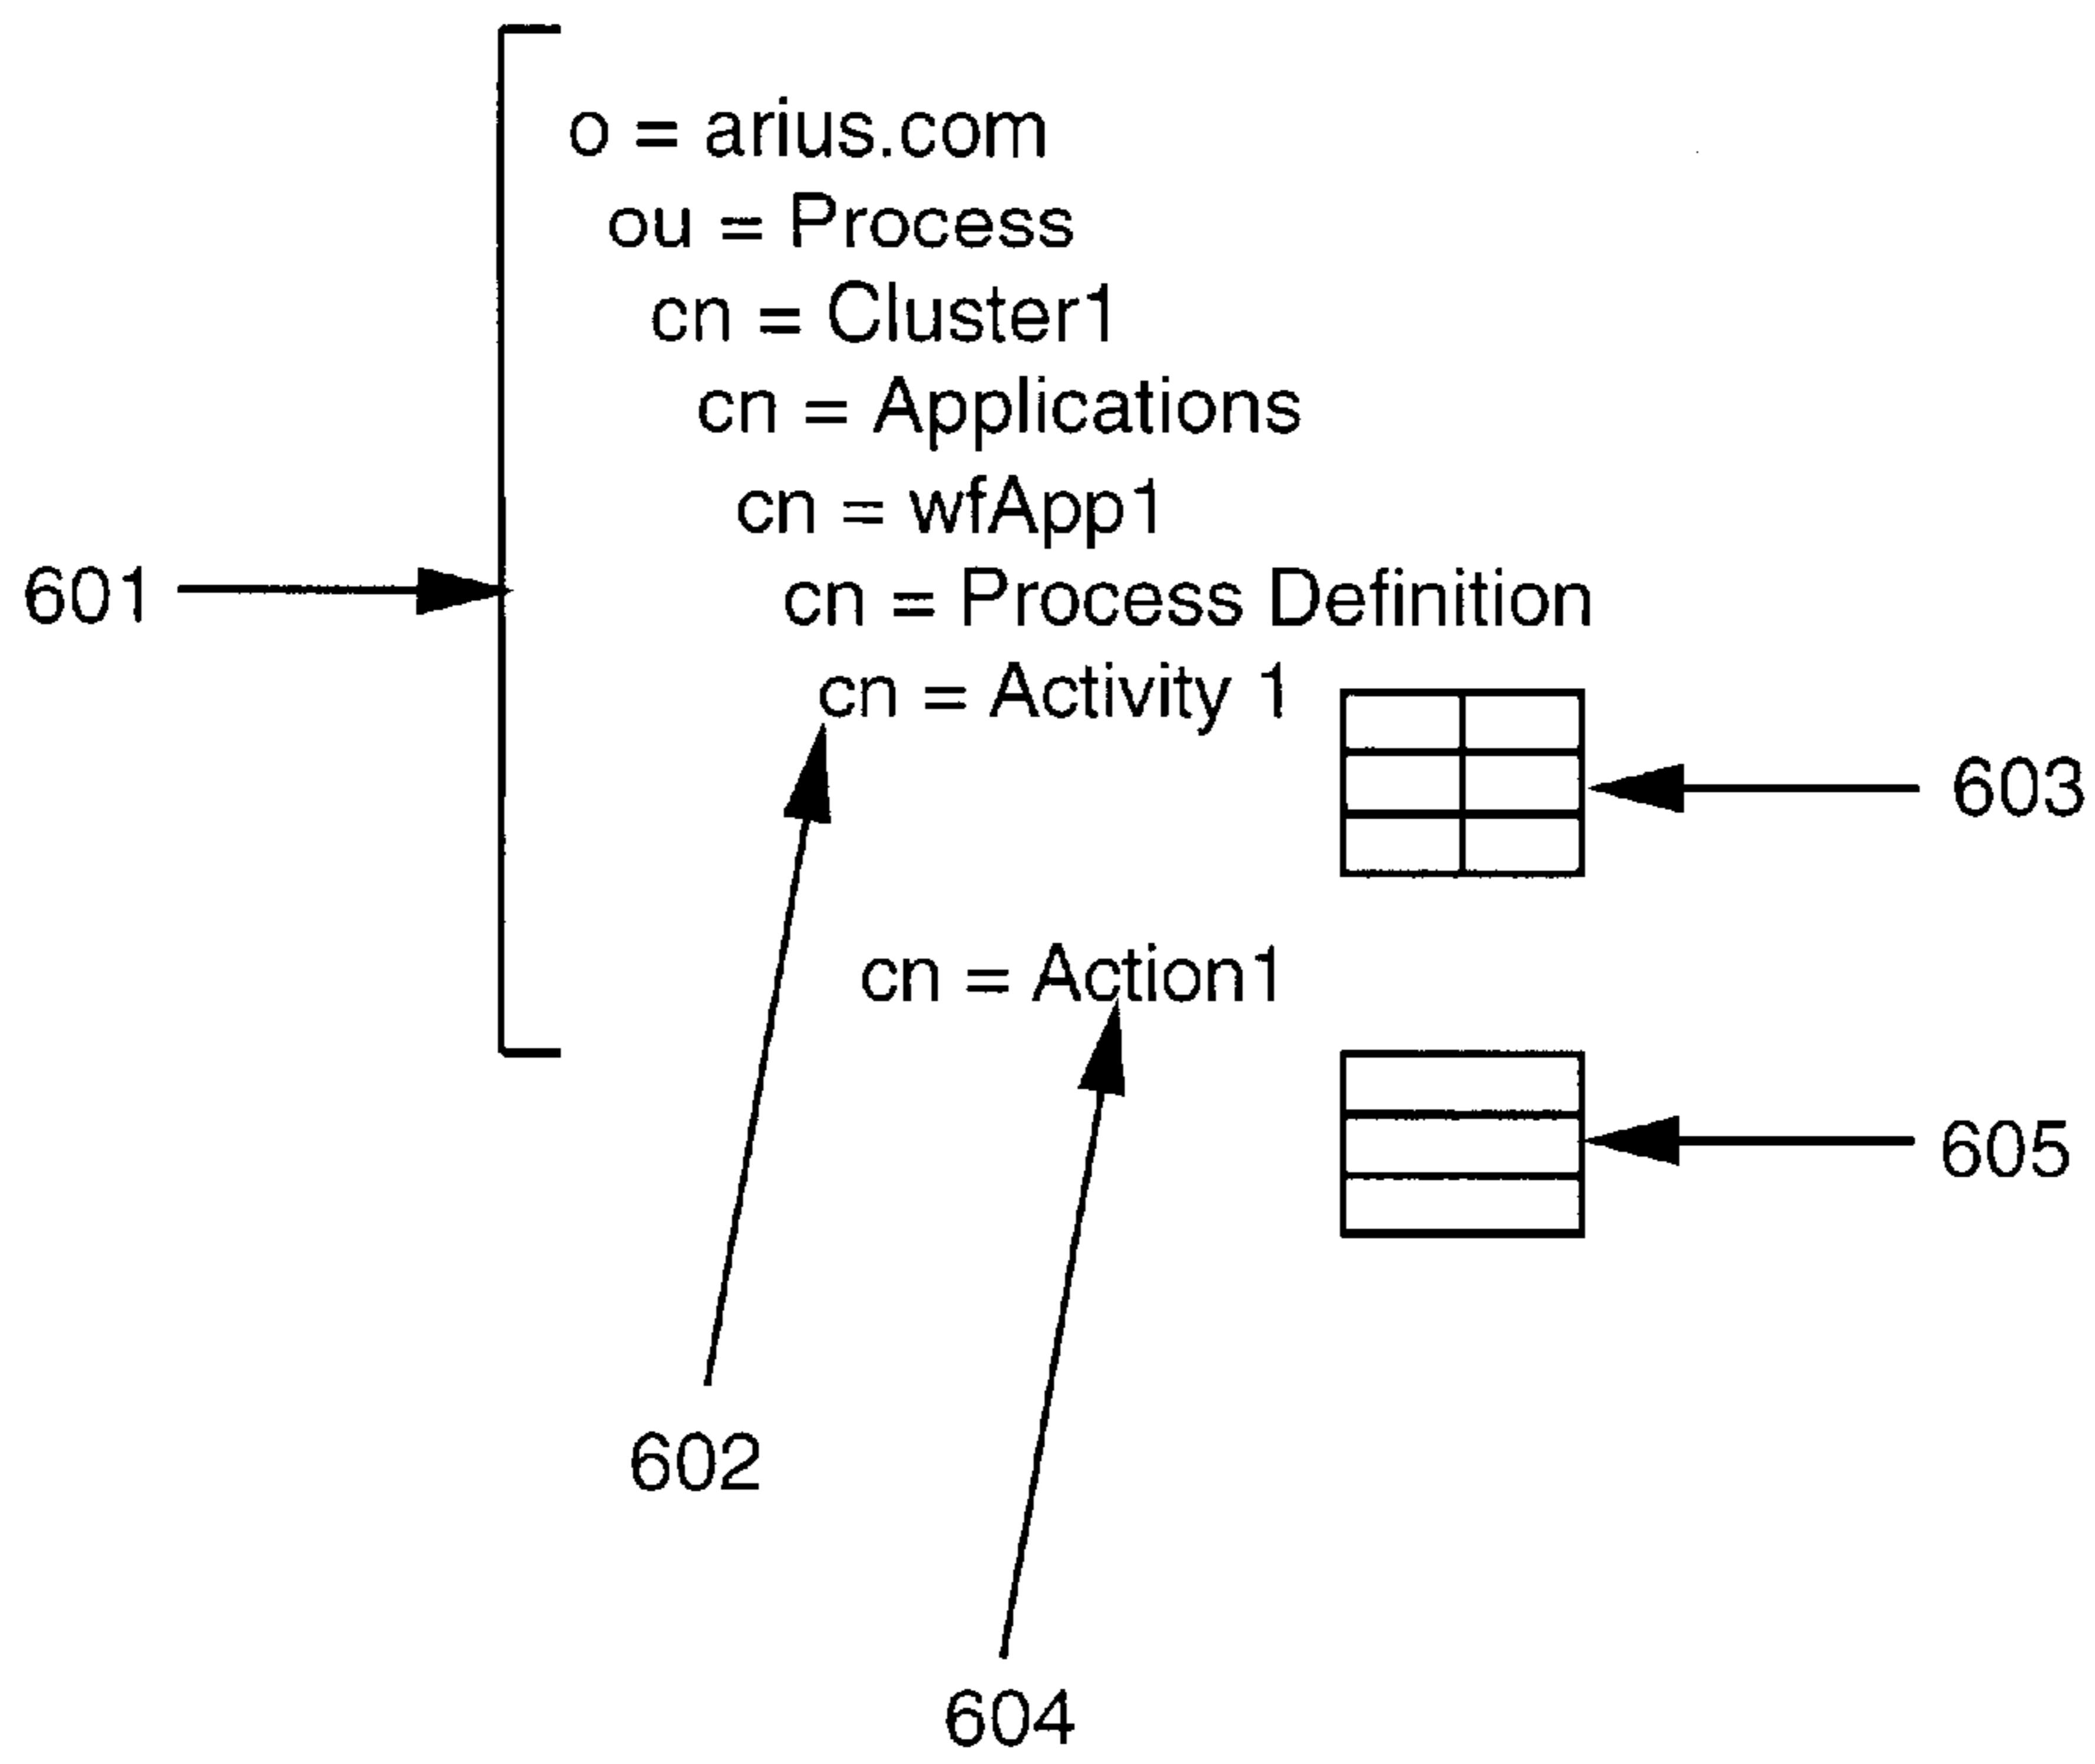 o = arius.com
ou = Process
cn = Cluster1
cn = Applications
cn = wfApp1
601
cn = Process Definition
cn = Activity 1
603
cn = Action1
605
602
604